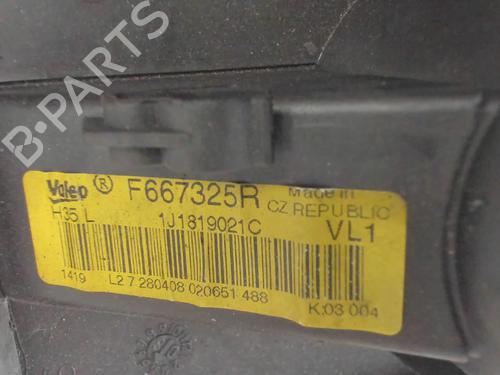 B-PARTS
Valeo ® F667325R Made in
CZ REPUBLIC
H35 L 1J1819021C VL1
1419 L2 7 280408 020651 488 K:03 004